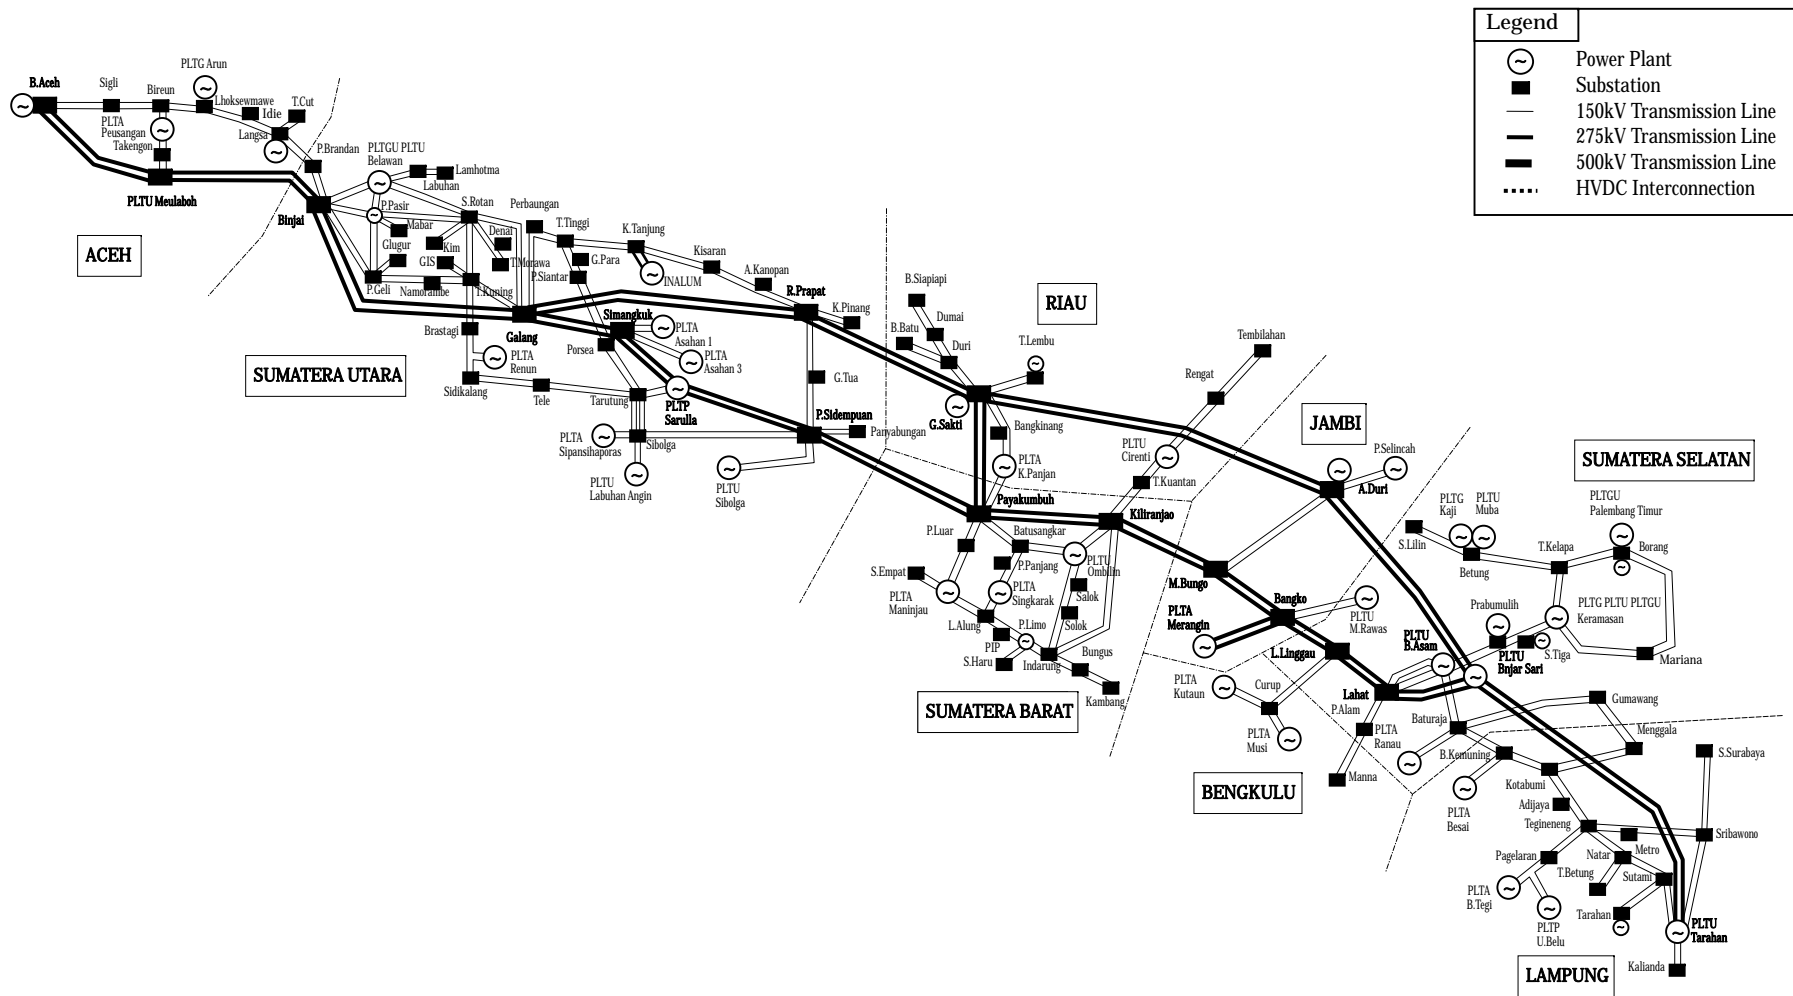 Legend
Power Plant
Substation
150kV Transmission Line
275kV Transmission Line
500kV Transmission Line
HVDC Interconnection
B.Aceh
Sigli
Bireun
PLTG Arun
Lhoksewmawe
Idie
T.Cut
Langsa
PLTA
Peusangan
Takengon
PLTU Meulaboh
P.Brandan
Binjai
ACEH
PLTGU PLTU
Belawan
Lamhotma
Labuhan
P.Pasir
Mabar
Glugur
S.Rotan
Kim
GIS
Denai
T.Morawa
P.Geli
Namorambe
T.Kuning
Perbaungan
T.Tinggi
G.Para
P.Siantar
K.Tanjung
INALUM
Kisaran
A.Kanopan
R.Prapat
K.Pinang
Galang
Simangkuk
PLTA
Asahan 1
PLTA
Asahan 3
Porsea
Brastagi
PLTA
Renun
Sidikalang
Tele
Tarutung
PLTP
Sarulla
SUMATERA UTARA
G.Tua
P.Sidempuan
Panyabungan
PLTA
Sipansihaporas
Sibolga
PLTU
Labuhan Angin
PLTU
Sibolga
RIAU
B.Siapiapi
Dumai
B.Batu
Duri
T.Lembu
G.Sakti
Bangkinang
PLTA
K.Panjan
Tembilahan
Rengat
PLTU
Cirenti
T.Kuantan
Payakumbuh
Kiliranjao
P.Luar
Batusangkar
P.Panjang
PLTU
Ombilin
S.Empat
PLTA
Maninjau
PLTA
Singkarak
Salok
Solok
L.Alung
PIP
P.Limo
S.Haru
Indarung
Bungus
Kambang
SUMATERA BARAT
JAMBI
P.Selincah
A.Duri
M.Bungo
Bangko
PLTA
Merangin
PLTU
M.Rawas
SUMATERA SELATAN
PLTG
Kaji
PLTU
Muba
S.Lilin
Betung
PLTGU
Palembang Timur
T.Kelapa
Borang
Prabumulih
PLTG PLTU PLTGU
Keramasan
S.Tiga
Mariana
PLTU
B.Asam
PLTU
Bnjar Sari
L.Linggau
Lahat
PLTA
Kutaun
Curup
PLTA
Musi
P.Alam
PLTA
Ranau
Manna
BENGKULU
Baturaja
Gumawang
Menggala
B.Kemuning
PLTA
Besai
Kotabumi
Adijaya
Tegineneng
S.Surabaya
Sribawono
Pagelaran
Natar
Metro
T.Betung
Sutami
PLTA
B.Tegi
PLTP
U.Belu
Tarahan
PLTU
Tarahan
Kalianda
LAMPUNG